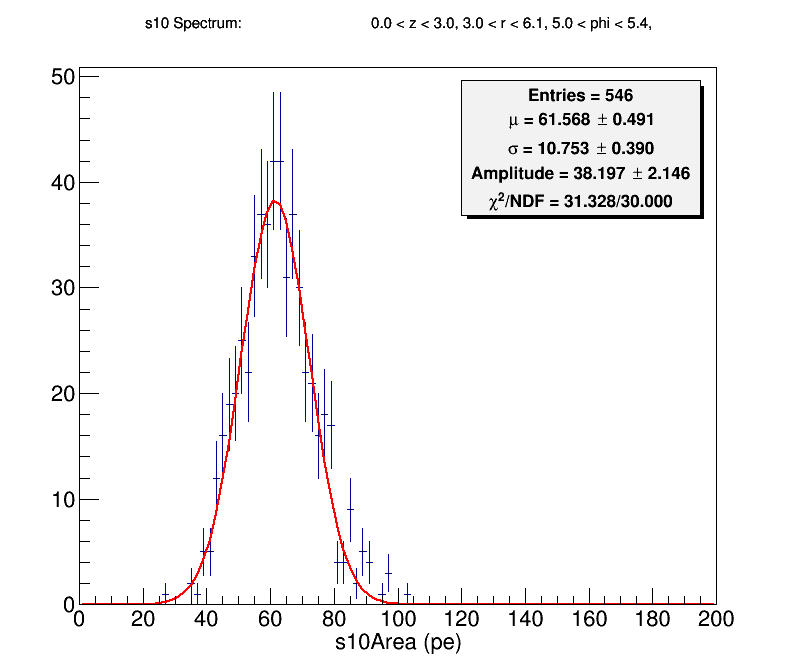 s10 Spectrum: 0.0 < z < 3.0, 3.0 < r < 6.1, 5.0 < phi < 5.4,
Entries = 546
μ = 61.568 ± 0.491
σ = 10.753 ± 0.390
Amplitude = 38.197 ± 2.146
χ²/NDF = 31.328/30.000
50
40
30
20
10
0
0 20 40 60 80 100 120 140 160 180 200
s10Area (pe)